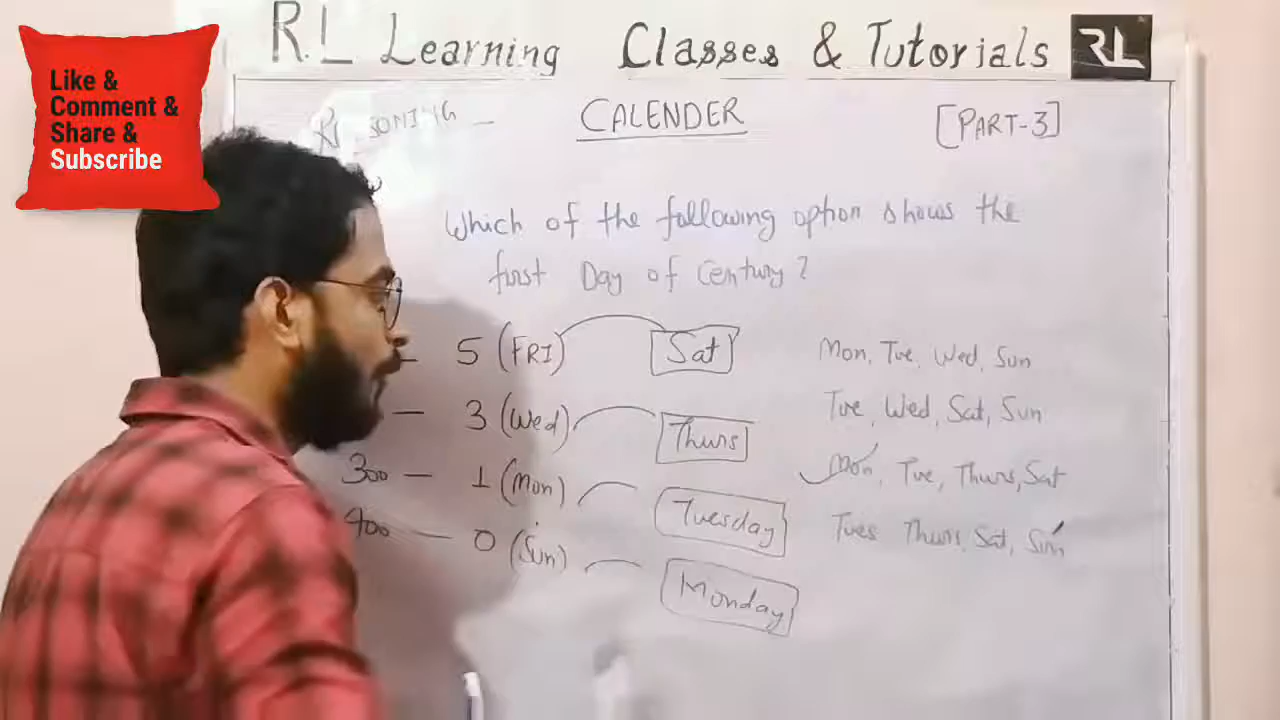 R.L Learning Classes & Tutorials RL
Like &
Comment &
Share &
Subscribe
CALENDER
[PART-3]
Which of the following option shows the
first Day of Century?
5 (FRI) Sat
3 (Wed) Thurs
300 — 1 (Mon) Tuesday
400 — 0 (Sun) Monday
Mon, Tue, Wed, Sun
Tue, Wed, Sat, Sun
Mon, Tue, Thurs, Sat
Tues Thurs, Sat, Sun